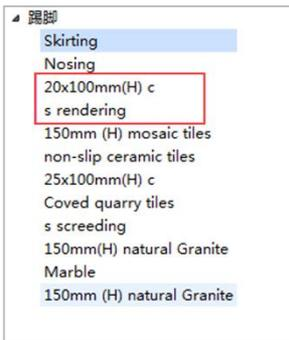 踢脚
Skirting
Nosing
20x100mm(H) c
s rendering
150mm (H) mosaic tiles
non-slip ceramic tiles
25x100mm(H) c
Coved quarry tiles
s screeding
150mm(H) natural Granite
Marble
150mm (H) natural Granite